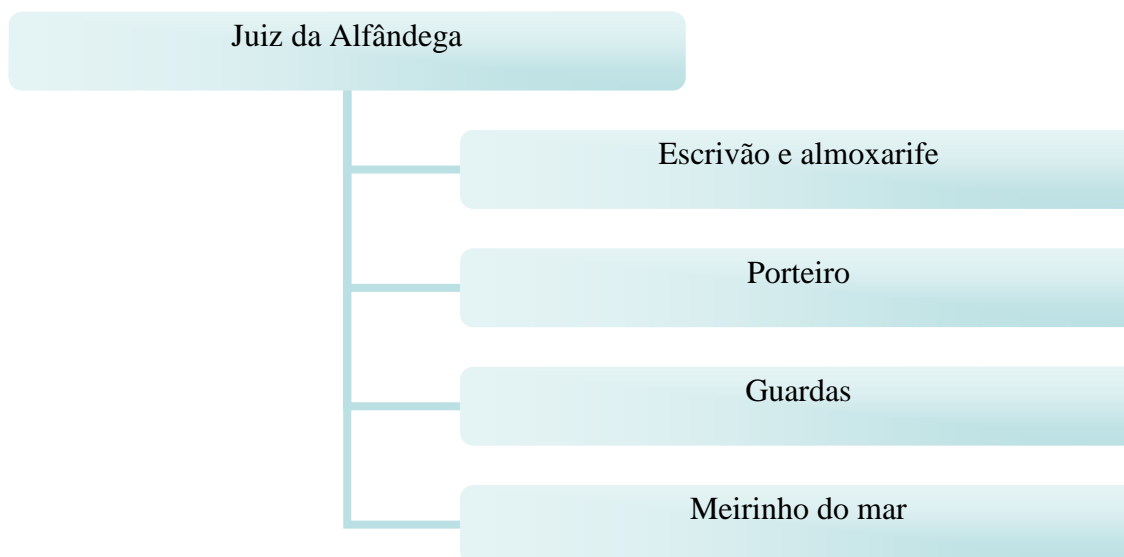 Juiz da Alfândega
Escrivão e almoxarife
Porteiro
Guardas
Meirinho do mar